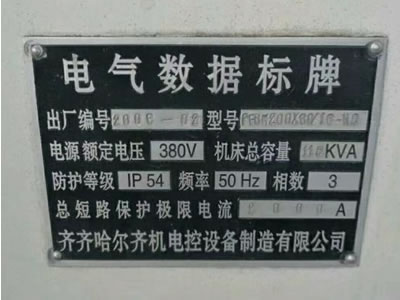 电气数据标牌
出厂编号 2006-02 型号
电源额定电压 380V 机床总容量 KVA
防护等级 IP 54 频率 50 Hz 相数 3
总短路保护极限电流 A
齐齐哈尔齐机电控设备制造有限公司